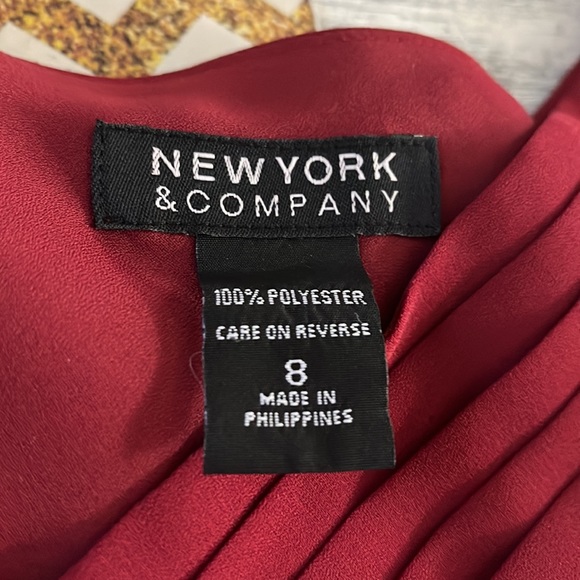 NEW YORK
& COMPANY
100% POLYESTER
CARE ON REVERSE
8
MADE IN
PHILIPPINES